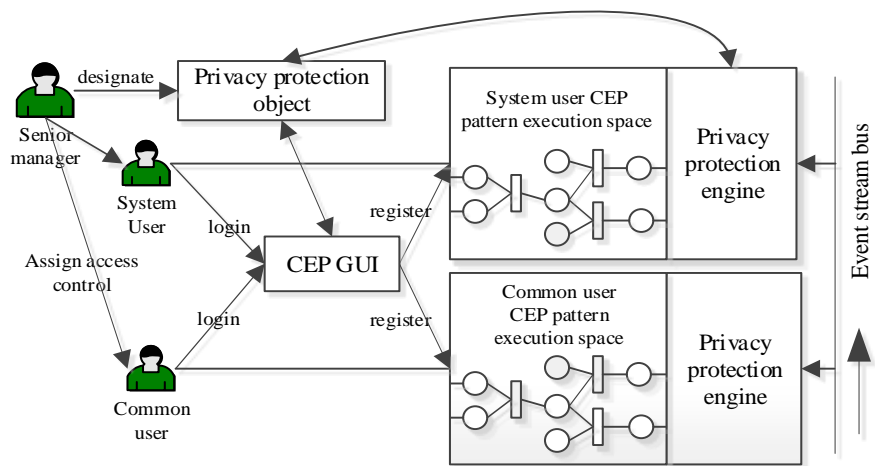 designate
Privacy protection
object
Senior
manager
System
User
login
Assign access
control
login
Common
user
CEP GUI
register
register
System user CEP
pattern execution space
Privacy
protection
engine
Common user
CEP pattern
execution space
Privacy
protection
engine
Event stream bus